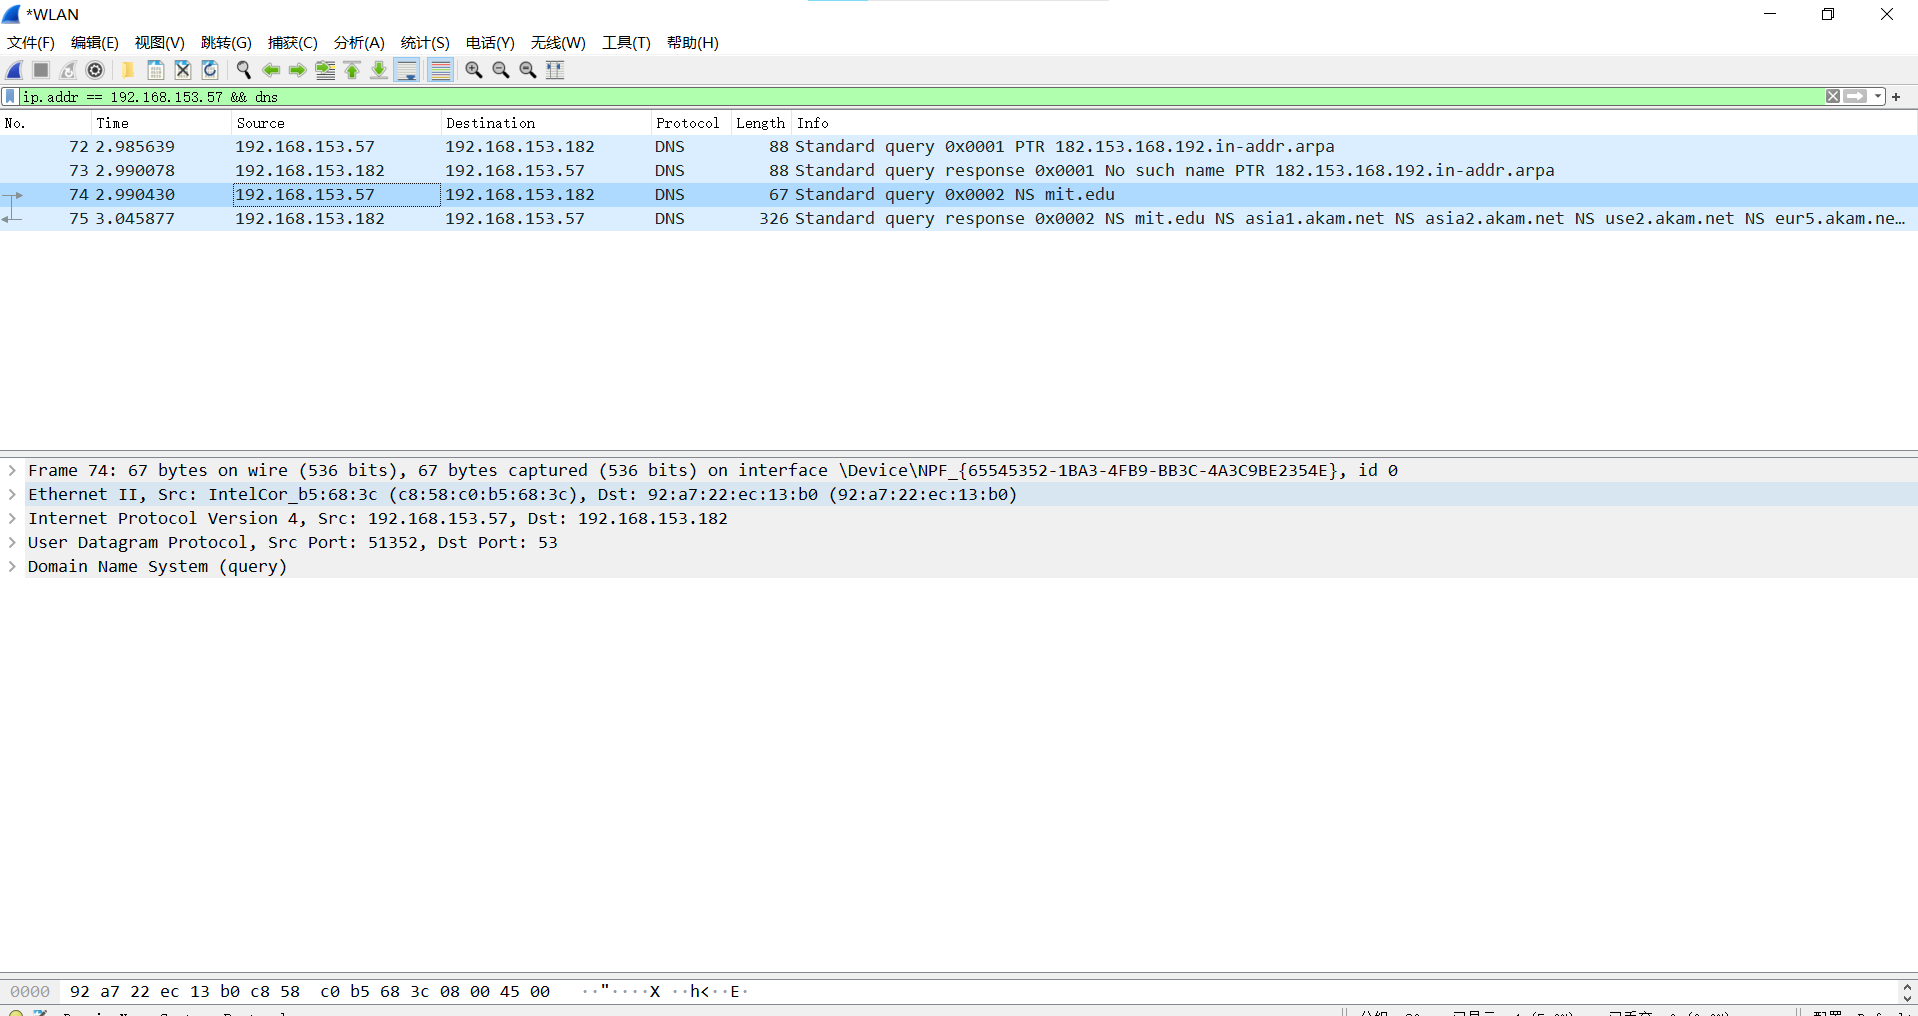 *WLAN
文件(F) 编辑(E) 视图(V) 跳转(G) 捕获(C) 分析(A) 统计(S) 电话(Y) 无线(W) 工具(T) 帮助(H)
ip.addr == 192.168.153.57 && dns
No. Time Source Destination Protocol Length Info
72 2.985639 192.168.153.57 192.168.153.182 DNS 88 Standard query 0x0001 PTR 182.153.168.192.in-addr.arpa
73 2.990078 192.168.153.182 192.168.153.57 DNS 88 Standard query response 0x0001 No such name PTR 182.153.168.192.in-addr.arpa
74 2.990430 192.168.153.57 192.168.153.182 DNS 67 Standard query 0x0002 NS mit.edu
75 3.045877 192.168.153.182 192.168.153.57 DNS 326 Standard query response 0x0002 NS mit.edu NS asia1.akam.net NS asia2.akam.net NS use2.akam.net NS eur5.akam.ne…
Frame 74: 67 bytes on wire (536 bits), 67 bytes captured (536 bits) on interface \Device\NPF_{65545352-1BA3-4FB9-BB3C-4A3C9BE2354E}, id 0
Ethernet II, Src: IntelCor_b5:68:3c (c8:58:c0:b5:68:3c), Dst: 92:a7:22:ec:13:b0 (92:a7:22:ec:13:b0)
Internet Protocol Version 4, Src: 192.168.153.57, Dst: 192.168.153.182
User Datagram Protocol, Src Port: 51352, Dst Port: 53
Domain Name System (query)
0000 92 a7 22 ec 13 b0 c8 58 c0 b5 68 3c 08 00 45 00 ··"····X ··h<··E·